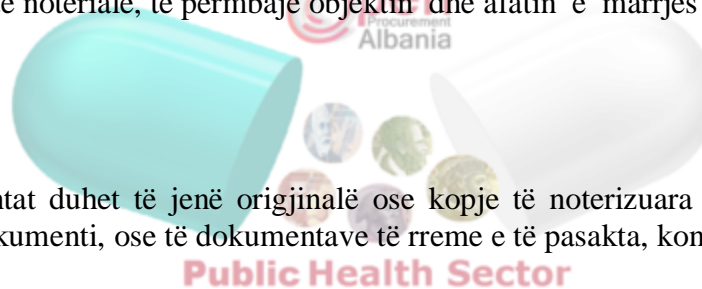 e noteriale, të përmbajë objektin dhe afatin e marrjes
Procurement
Albania
ntat duhet të jenë origjinalë ose kopje të noterizuara
kumenti, ose të dokumentave të rreme e të pasakta, kon
Public Health Sector